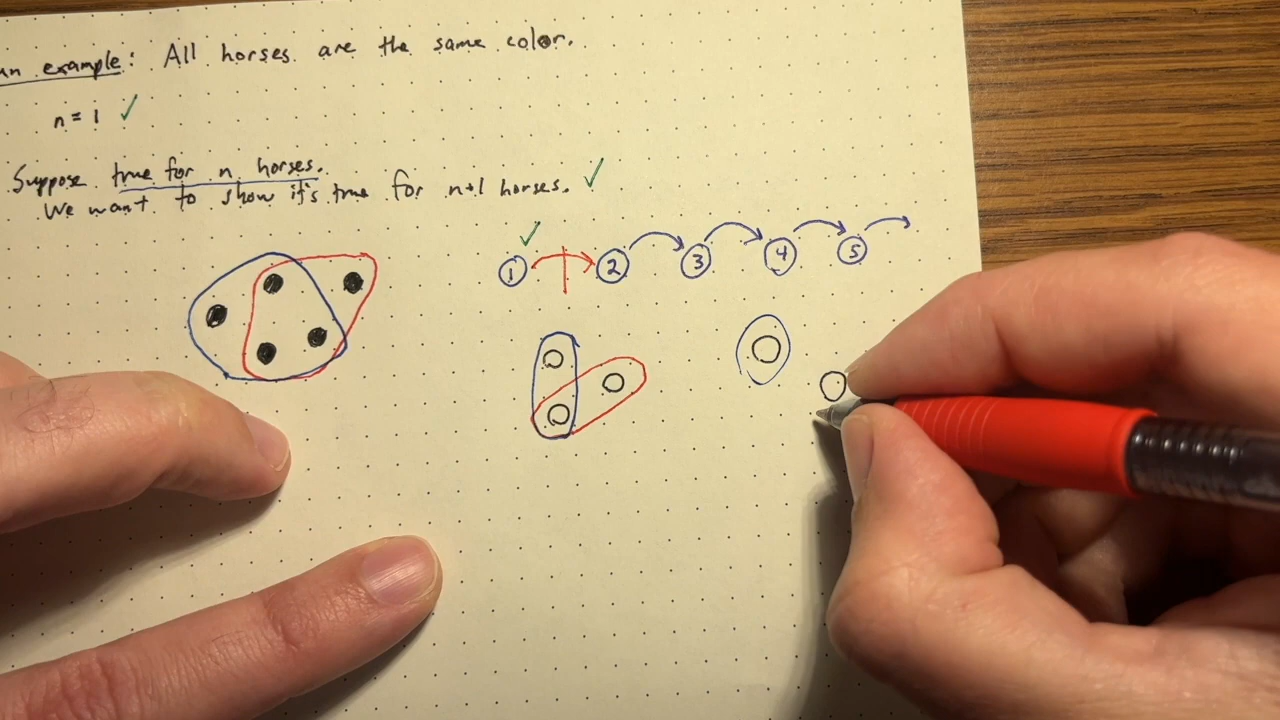 an example: All horses are the same color.
n = 1 ✓
Suppose true for n horses.
We want to show it's true for n+1 horses. ✓
✓
1 2 3 4 5